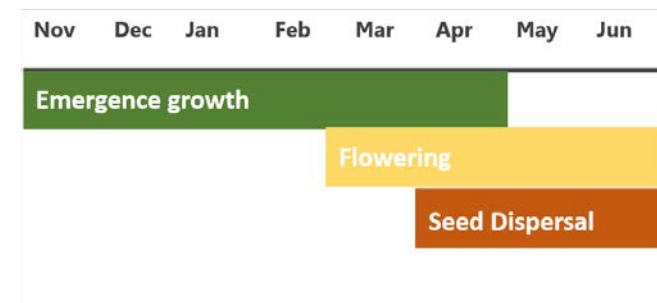 Nov Dec Jan Feb Mar Apr May Jun
Emergence growth
Flowering
Seed Dispersal